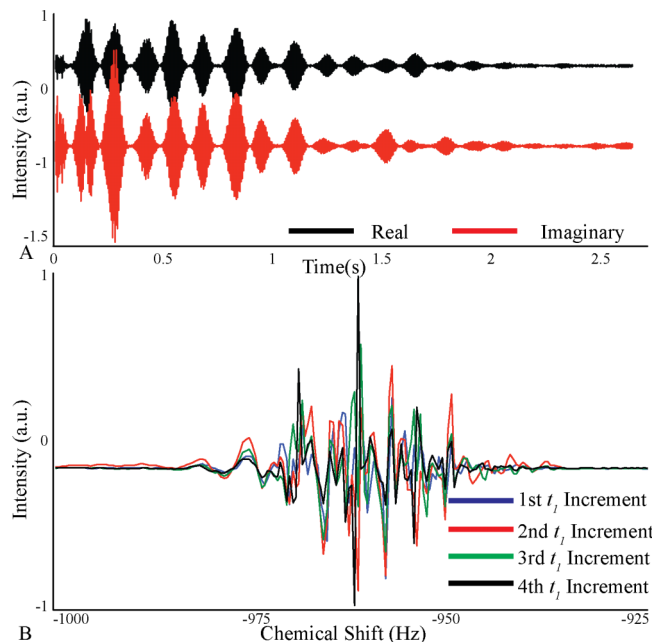 1
0
-1
-1.5
Intensity (a.u.)
Real Imaginary
A
0 0.5 1 1.5 2 2.5
Time(s)
1
0
-1
Intensity (a.u.)
1st t₁ Increment
2nd t₁ Increment
3rd t₁ Increment
4th t₁ Increment
-1000 -975 -950 -925
B
Chemical Shift (Hz)